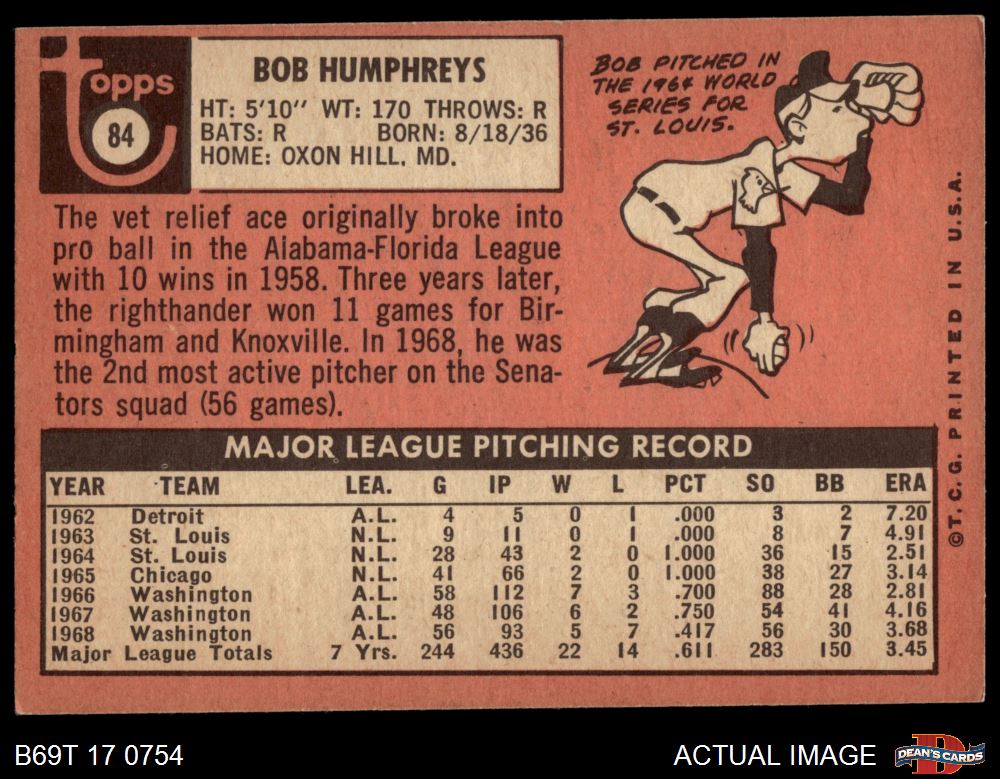 topps
84
BOB HUMPHREYS
HT: 5'10" WT: 170 THROWS: R
BATS: R BORN: 8/18/36
HOME: OXON HILL, MD.
BOB PITCHED IN
THE 1964 WORLD
SERIES FOR
ST. LOUIS.
The vet relief ace originally broke into
pro ball in the Alabama-Florida League
with 10 wins in 1958. Three years later,
the righthander won 11 games for Bir-
mingham and Knoxville. In 1968, he was
the 2nd most active pitcher on the Sena-
tors squad (56 games).
©T.C.G. PRINTED IN U.S.A.
MAJOR LEAGUE PITCHING RECORD
YEAR TEAM LEA. G IP W L PCT SO BB ERA
1962 Detroit A.L. 4 5 0 1 .000 3 2 7.20
1963 St. Louis N.L. 9 11 0 1 .000 8 7 4.91
1964 St. Louis N.L. 28 43 2 0 1.000 36 15 2.51
1965 Chicago N.L. 41 66 2 0 1.000 38 27 3.14
1966 Washington A.L. 58 112 7 3 .700 88 28 2.81
1967 Washington A.L. 48 106 6 2 .750 54 41 4.16
1968 Washington A.L. 56 93 5 7 .417 56 30 3.68
Major League Totals 7 Yrs. 244 436 22 14 .611 283 150 3.45
B69T 17 0754
ACTUAL IMAGE
D
DEAN'S CARDS